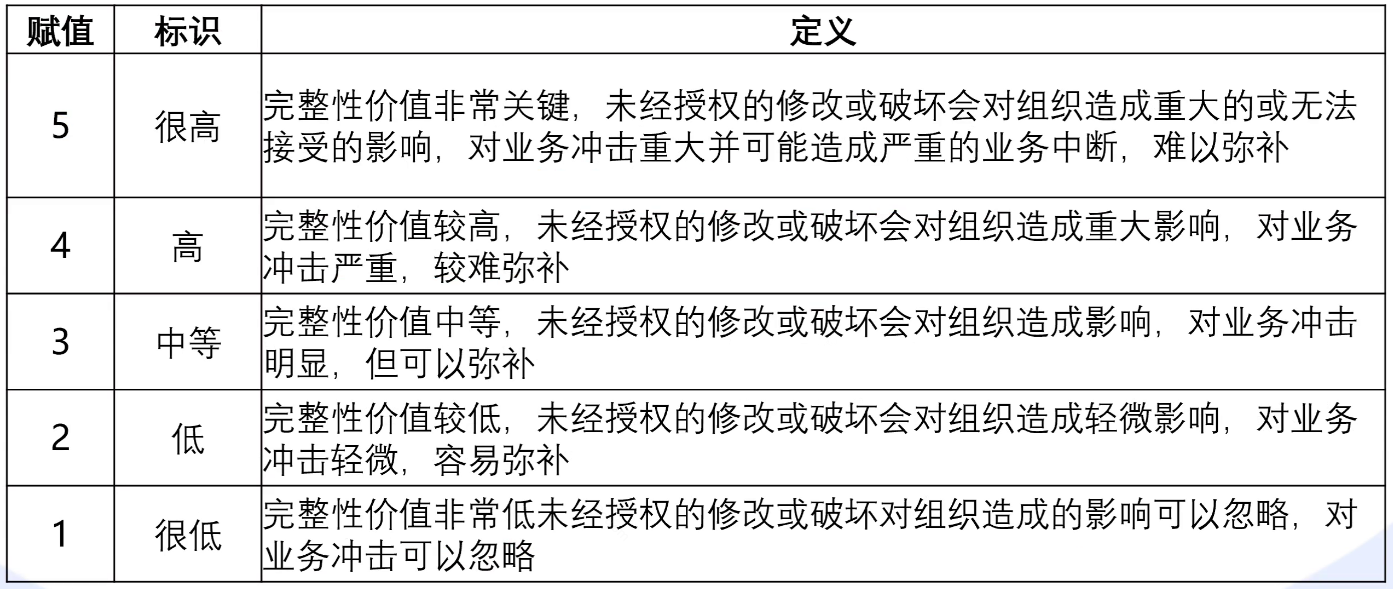 赋值 标识 定义
5 很高 完整性价值非常关键，未经授权的修改或破坏会对组织造成重大的或无法
接受的影响，对业务冲击重大并可能造成严重的业务中断，难以弥补
4 高 完整性价值较高，未经授权的修改或破坏会对组织造成重大影响，对业务
冲击严重，较难弥补
3 中等 完整性价值中等，未经授权的修改或破坏会对组织造成影响，对业务冲击
明显，但可以弥补
2 低 完整性价值较低，未经授权的修改或破坏会对组织造成轻微影响，对业务
冲击轻微，容易弥补
1 很低 完整性价值非常低未经授权的修改或破坏对组织造成的影响可以忽略，对
业务冲击可以忽略